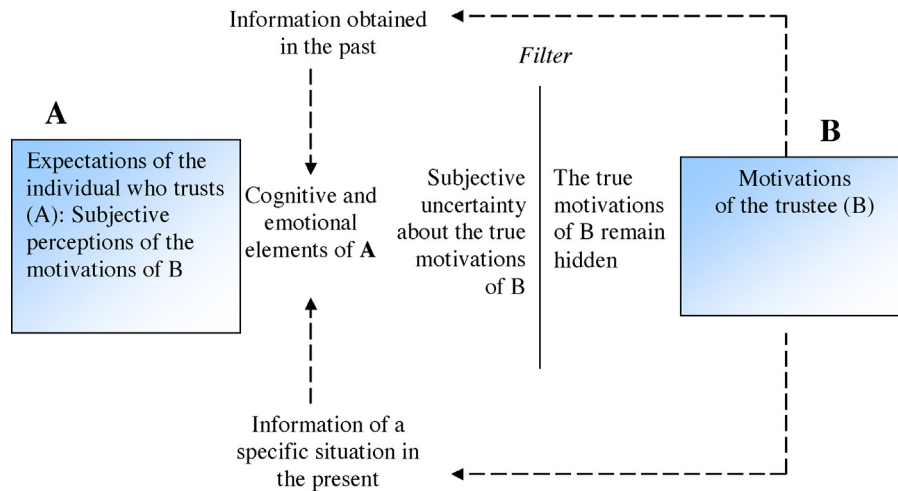 Information obtained
in the past
Filter
A
Expectations of the
individual who trusts
(A): Subjective
perceptions of the
motivations of B
Cognitive and
emotional
elements of A
Subjective
uncertainty
about the true
motivations
of B
The true
motivations
of B remain
hidden
B
Motivations
of the trustee (B)
Information of a
specific situation in
the present